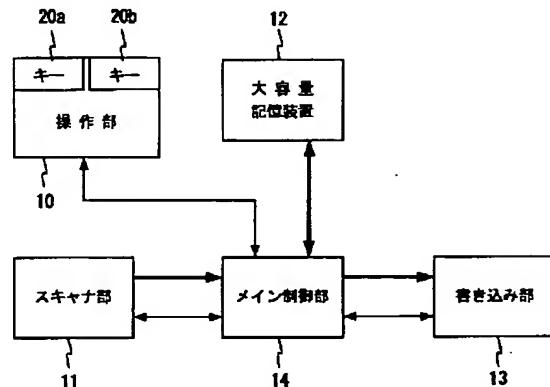 20a 20b
キー キー
操作部
10
12
大容量
記憶装置
スキャナ部
11
メイン制御部
14
書き込み部
13